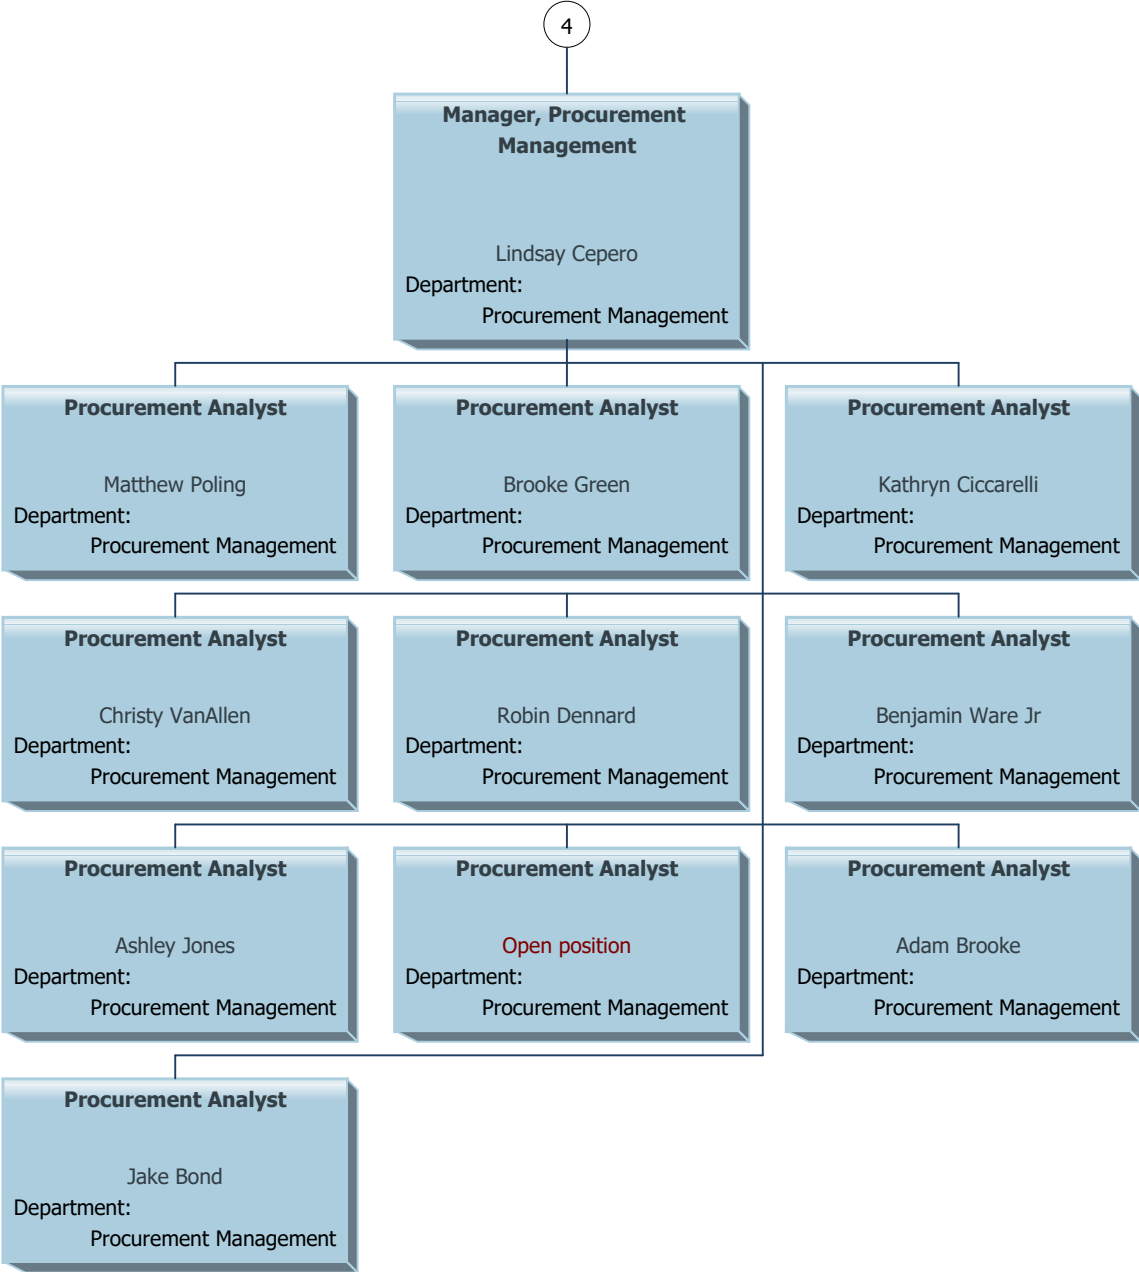 4
Manager, Procurement
Management
Lindsay Cepero
Department:
Procurement Management
Procurement Analyst
Matthew Poling
Department:
Procurement Management
Procurement Analyst
Brooke Green
Department:
Procurement Management
Procurement Analyst
Kathryn Ciccarelli
Department:
Procurement Management
Procurement Analyst
Christy VanAllen
Department:
Procurement Management
Procurement Analyst
Robin Dennard
Department:
Procurement Management
Procurement Analyst
Benjamin Ware Jr
Department:
Procurement Management
Procurement Analyst
Ashley Jones
Department:
Procurement Management
Procurement Analyst
Open position
Department:
Procurement Management
Procurement Analyst
Adam Brooke
Department:
Procurement Management
Procurement Analyst
Jake Bond
Department:
Procurement Management